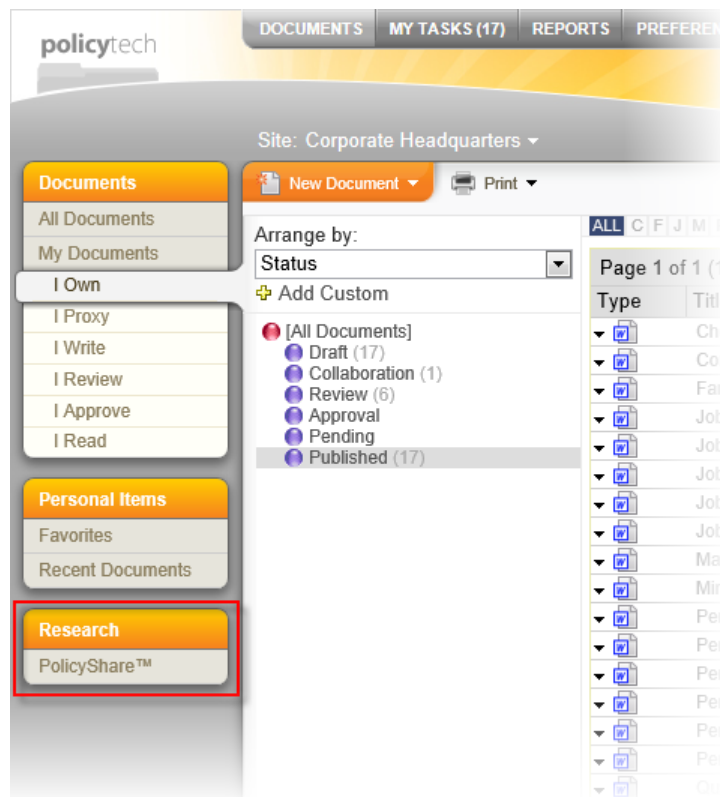 policytech
DOCUMENTS MY TASKS (17) REPORTS
Site: Corporate Headquarters
Documents
All Documents
My Documents
I Own
I Proxy
I Write
I Review
I Approve
I Read
Personal Items
Favorites
Recent Documents
Research
PolicyShare™
New Document
Print
Arrange by:
Status
Add Custom
[All Documents]
Draft (17)
Collaboration (1)
Review (6)
Approval
Pending
Published (17)
ALL C F J M
Page 1 of 1
Type